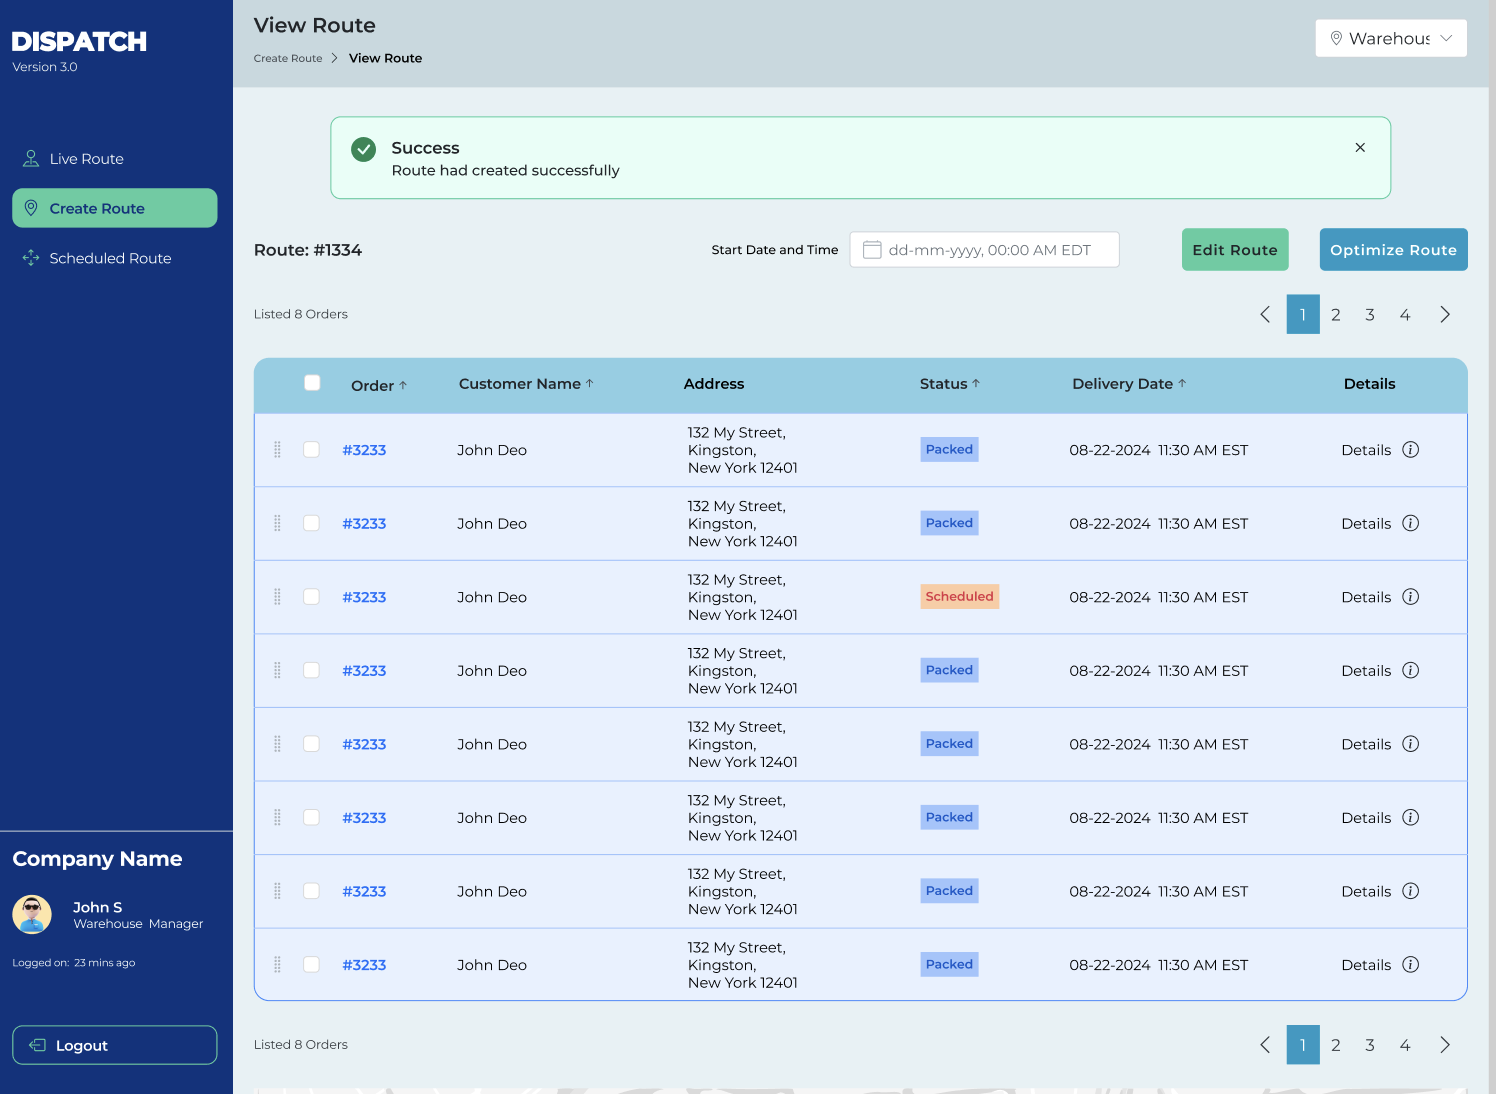 DISPATCH
Version 3.0
Live Route
Create Route
Scheduled Route
Company Name
John S
Warehouse Manager
Logged on: 23 mins ago
Logout
View Route
Create Route > View Route
Warehous
Success
Route had created successfully
Route: #1334
Start Date and Time
dd-mm-yyyy, 00:00 AM EDT
Edit Route
Optimize Route
Listed 8 Orders
1 2 3 4
Order ↑ Customer Name ↑ Address Status ↑ Delivery Date ↑ Details
132 My Street,
#3233 John Deo Kingston, Packed 08-22-2024 11:30 AM EST Details
New York 12401
132 My Street,
#3233 John Deo Kingston, Packed 08-22-2024 11:30 AM EST Details
New York 12401
132 My Street,
#3233 John Deo Kingston, Scheduled 08-22-2024 11:30 AM EST Details
New York 12401
132 My Street,
#3233 John Deo Kingston, Packed 08-22-2024 11:30 AM EST Details
New York 12401
132 My Street,
#3233 John Deo Kingston, Packed 08-22-2024 11:30 AM EST Details
New York 12401
132 My Street,
#3233 John Deo Kingston, Packed 08-22-2024 11:30 AM EST Details
New York 12401
132 My Street,
#3233 John Deo Kingston, Packed 08-22-2024 11:30 AM EST Details
New York 12401
132 My Street,
#3233 John Deo Kingston, Packed 08-22-2024 11:30 AM EST Details
New York 12401
Listed 8 Orders
1 2 3 4